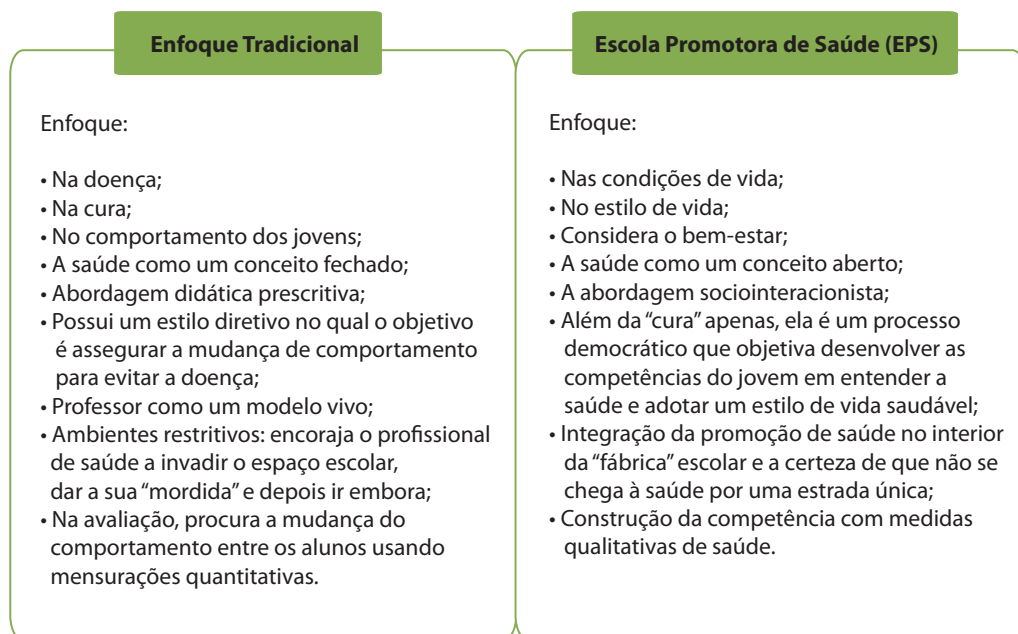 Enfoque Tradicional
Enfoque:
• Na doença;
• Na cura;
• No comportamento dos jovens;
• A saúde como um conceito fechado;
• Abordagem didática prescritiva;
• Possui um estilo diretivo no qual o objetivo
é assegurar a mudança de comportamento
para evitar a doença;
• Professor como um modelo vivo;
• Ambientes restritivos: encoraja o profissional
de saúde a invadir o espaço escolar,
dar a sua “mordida” e depois ir embora;
• Na avaliação, procura a mudança do
comportamento entre os alunos usando
mensurações quantitativas.
Escola Promotora de Saúde (EPS)
Enfoque:
• Nas condições de vida;
• No estilo de vida;
• Considera o bem-estar;
• A saúde como um conceito aberto;
• A abordagem sociointeracionista;
• Além da “cura” apenas, ela é um processo
democrático que objetiva desenvolver as
competências do jovem em entender a
saúde e adotar um estilo de vida saudável;
• Integração da promoção de saúde no interior
da “fábrica” escolar e a certeza de que não se
chega à saúde por uma estrada única;
• Construção da competência com medidas
qualitativas de saúde.